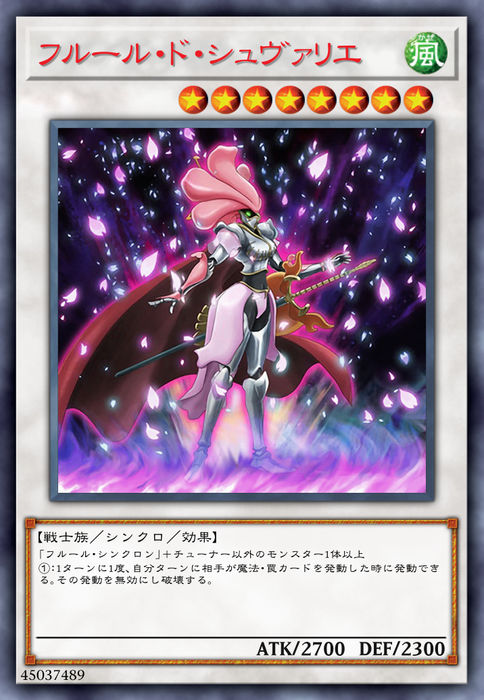 フルール・ド・シュヴァリエ
かぜ
風
【戦士族／シンクロ／効果】
「フルール・シンクロン」＋チューナー以外のモンスター1体以上
①：1ターンに1度、自分ターンに相手が魔法・罠カードを発動した時に発動でき
る。その発動を無効にし破壊する。
ATK/2700 DEF/2300
45037489